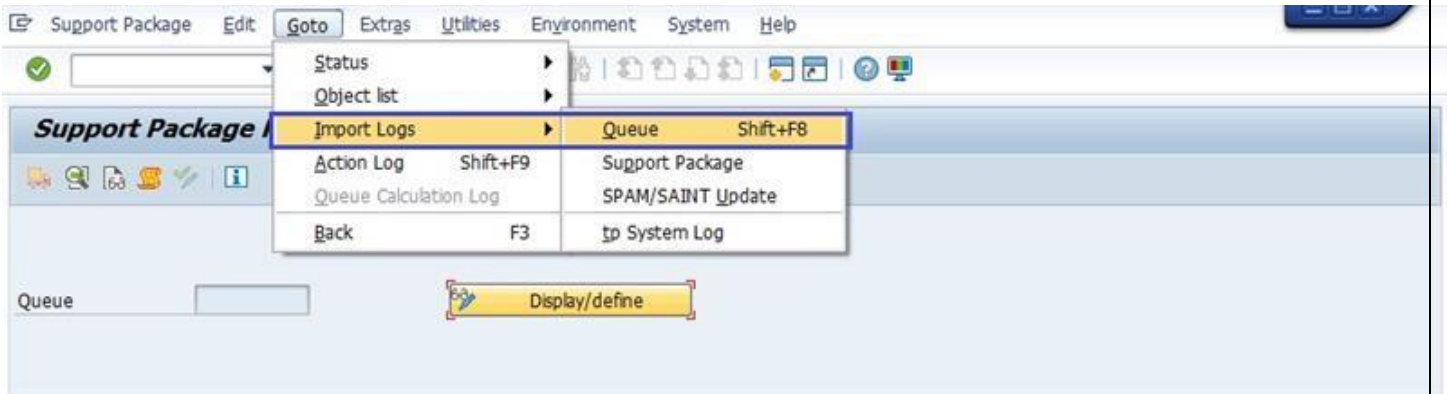 Support Package Edit Goto Extras Utilities Environment System Help
Status
Object list
Support Package
Import Logs
Queue Shift+F8
Action Log Shift+F9
Support Package
Queue Calculation Log
SPAM/SAINT Update
Back F3
tp System Log
Queue
Display/define